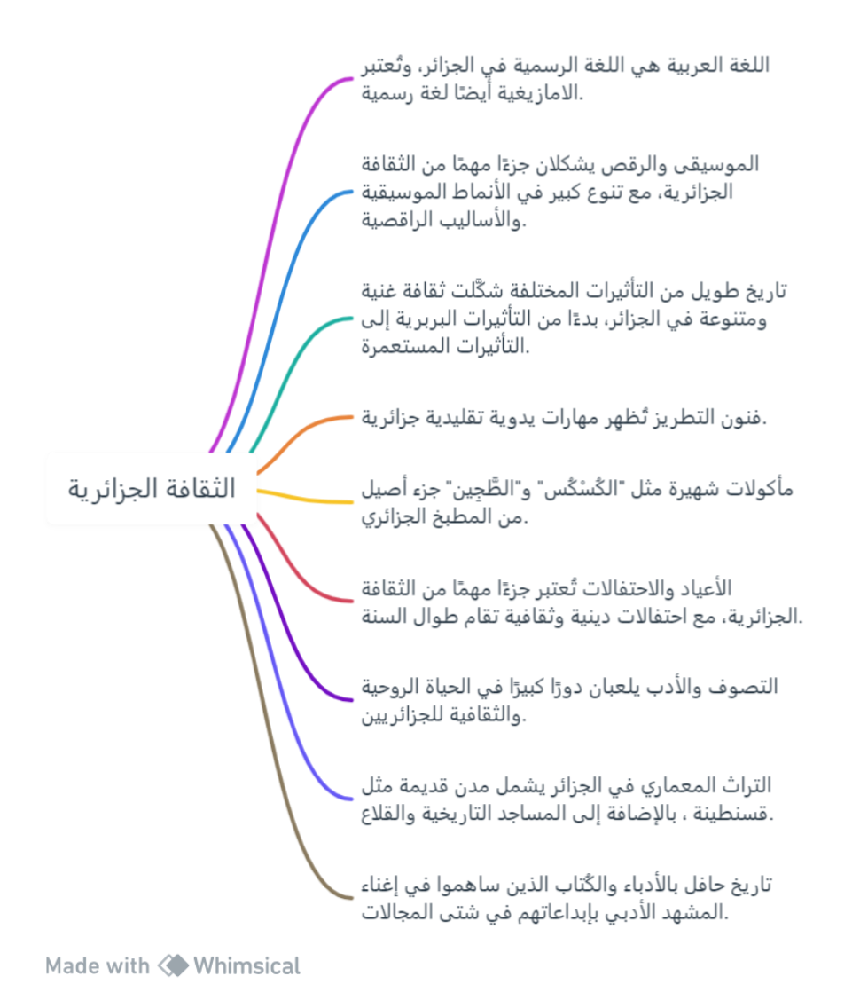 اللغة العربية هي اللغة الرسمية في الجزائر، وتُعتبر
الامازيغية أيضًا لغة رسمية.
الموسيقى والرقص يشكلان جزءًا مهمًا من الثقافة
الجزائرية، مع تنوع كبير في الأنماط الموسيقية
والأساليب الراقصية.
تاريخ طويل من التأثيرات المختلفة شكَّلت ثقافة غنية
ومتنوعة في الجزائر، بدءًا من التأثيرات البربرية إلى
التأثيرات المستعمرة.
فنون التطريز تُظهِر مهارات يدوية تقليدية جزائرية.
الثقافة الجزائرية
مأكولات شهيرة مثل "الكُسْكُس" و"الطَّجِين" جزء أصيل
من المطبخ الجزائري.
الأعياد والاحتفالات تُعتبر جزءًا مهمًا من الثقافة
الجزائرية، مع احتفالات دينية وثقافية تقام طوال السنة.
التصوف والأدب يلعبان دورًا كبيرًا في الحياة الروحية
والثقافية للجزائريين.
التراث المعماري في الجزائر يشمل مدن قديمة مثل
قسنطينة ، بالإضافة إلى المساجد التاريخية والقلاع.
تاريخ حافل بالأدباء والكُتاب الذين ساهموا في إغناء
المشهد الأدبي بإبداعاتهم في شتى المجالات.
Made with Whimsical